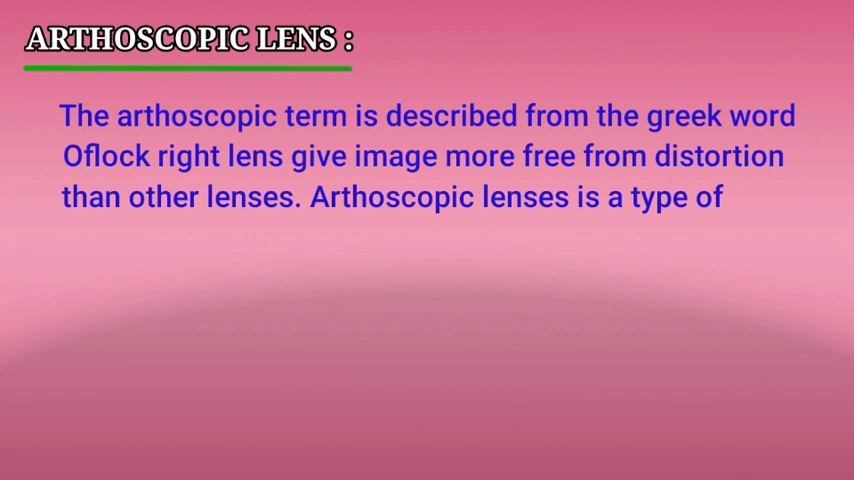 ARTHOSCOPIC LENS :
The arthoscopic term is described from the greek word
Oflock right lens give image more free from distortion
than other lenses. Arthoscopic lenses is a type of